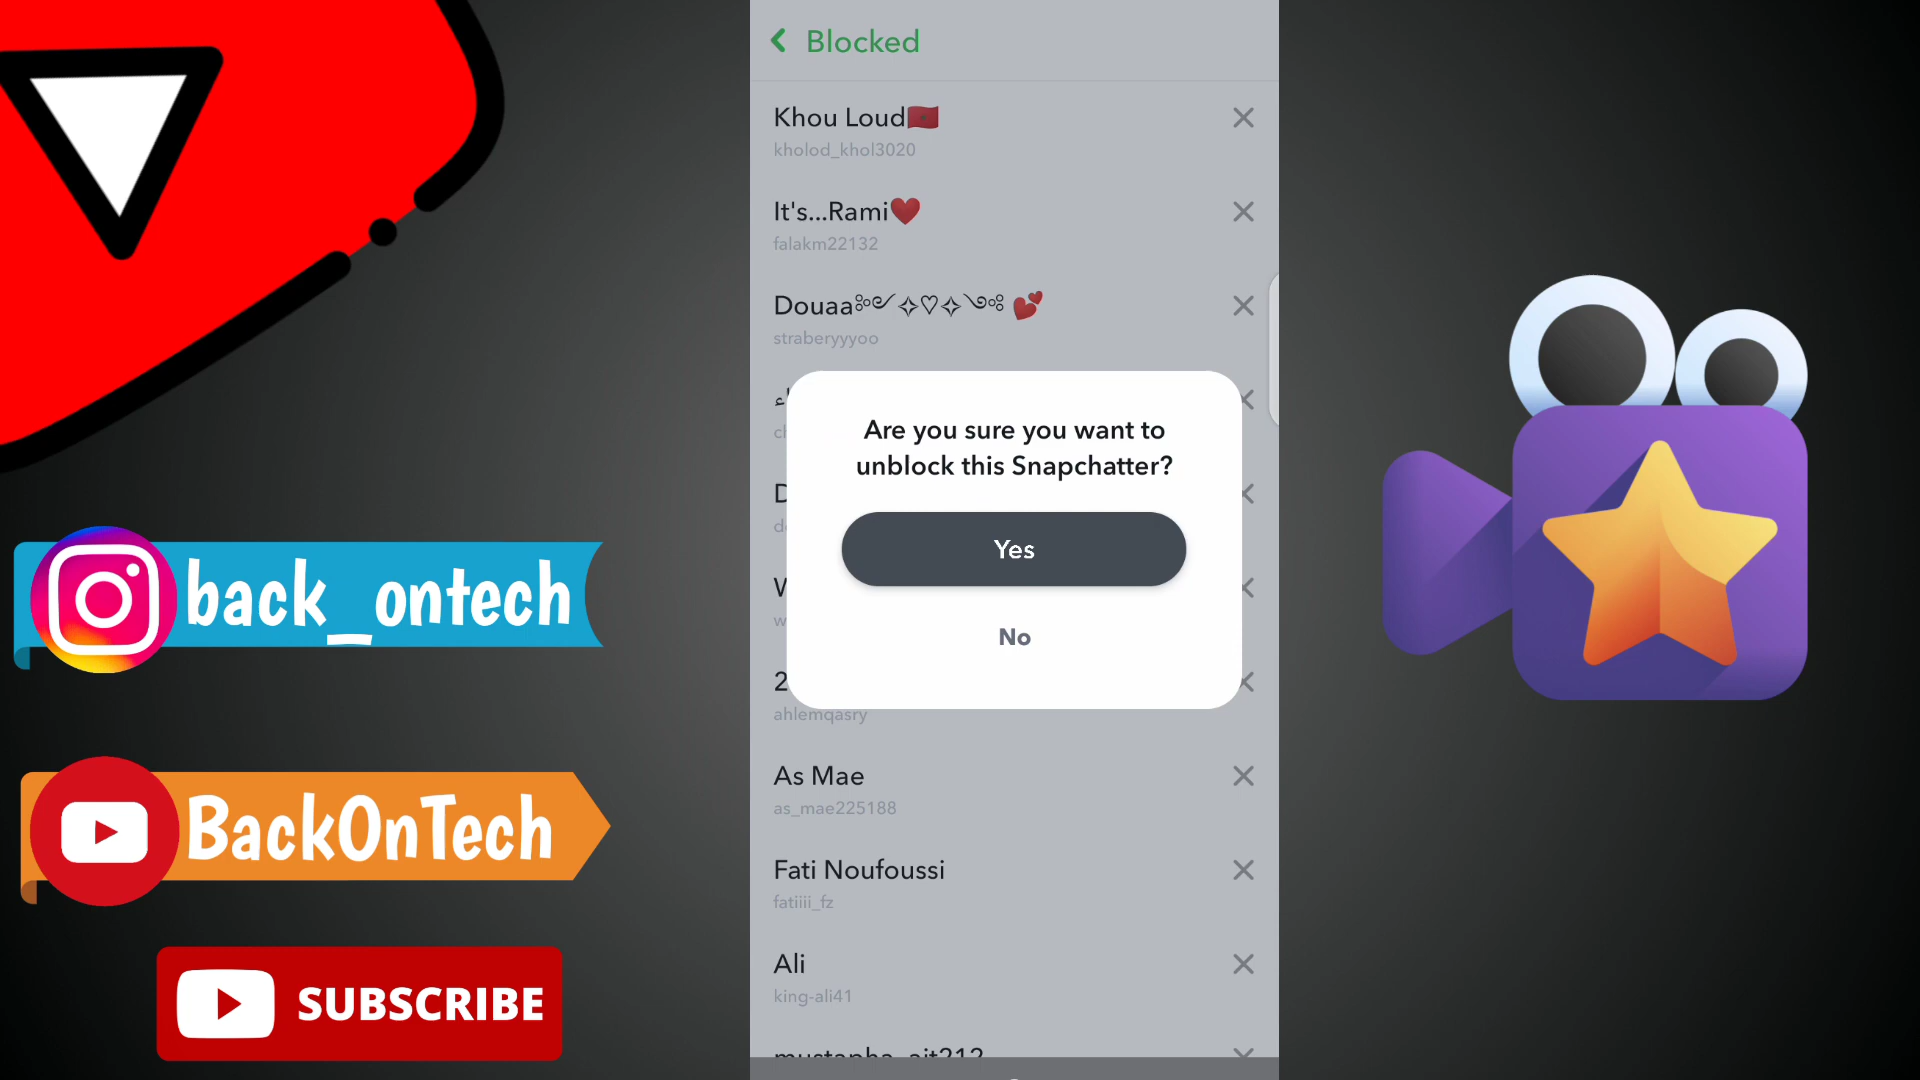 Blocked
Khou Loud
kholod_khol3020
It's...Rami
falakm22132
Douaa
straberyyyoo
Are you sure you want to
unblock this Snapchatter?
Yes
No
ahlemqasry
As Mae
as_mae225188
Fati Noufoussi
fatiiii_fz
Ali
king-ali41
back_ontech
BackOnTech
SUBSCRIBE